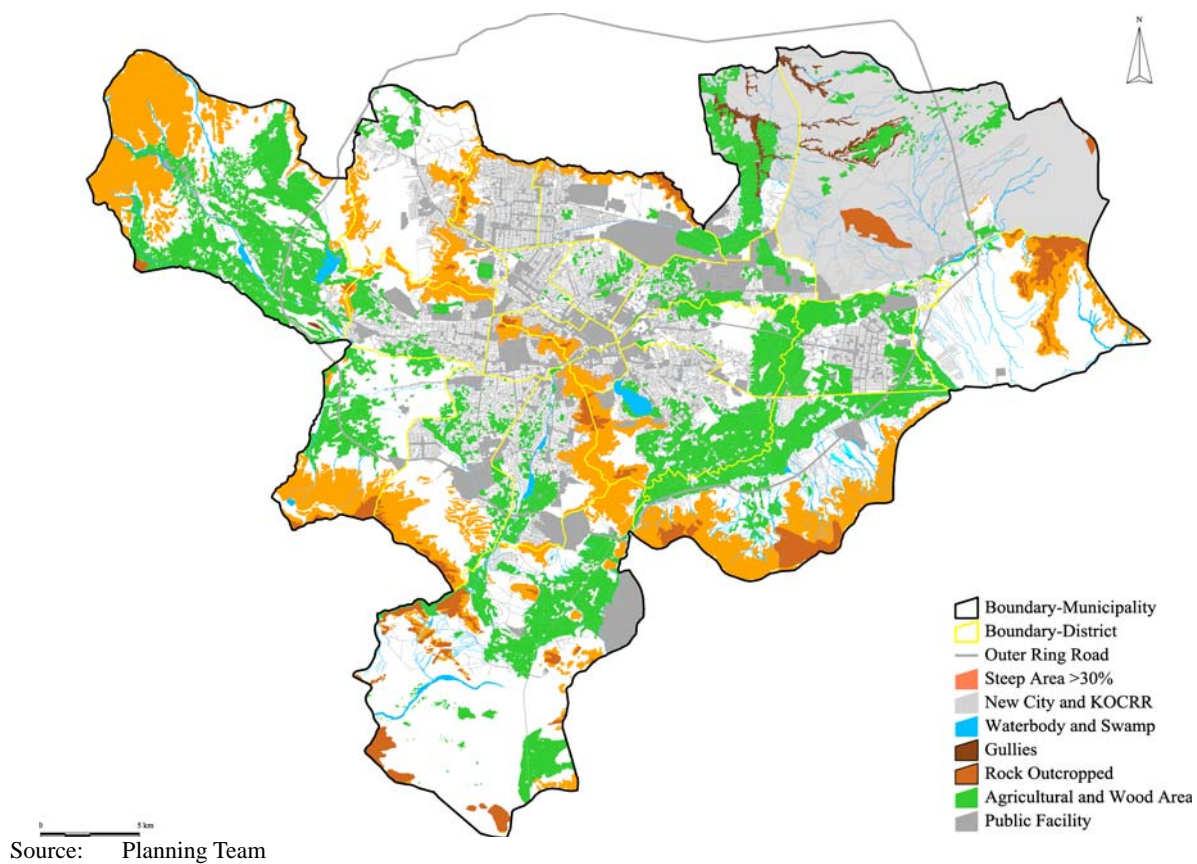 N
Boundary-Municipality
Boundary-District
Outer Ring Road
Steep Area >30%
New City and KOCRR
Waterbody and Swamp
Gullies
Rock Outcropped
Agricultural and Wood Area
Public Facility
0 5 km
Source: Planning Team